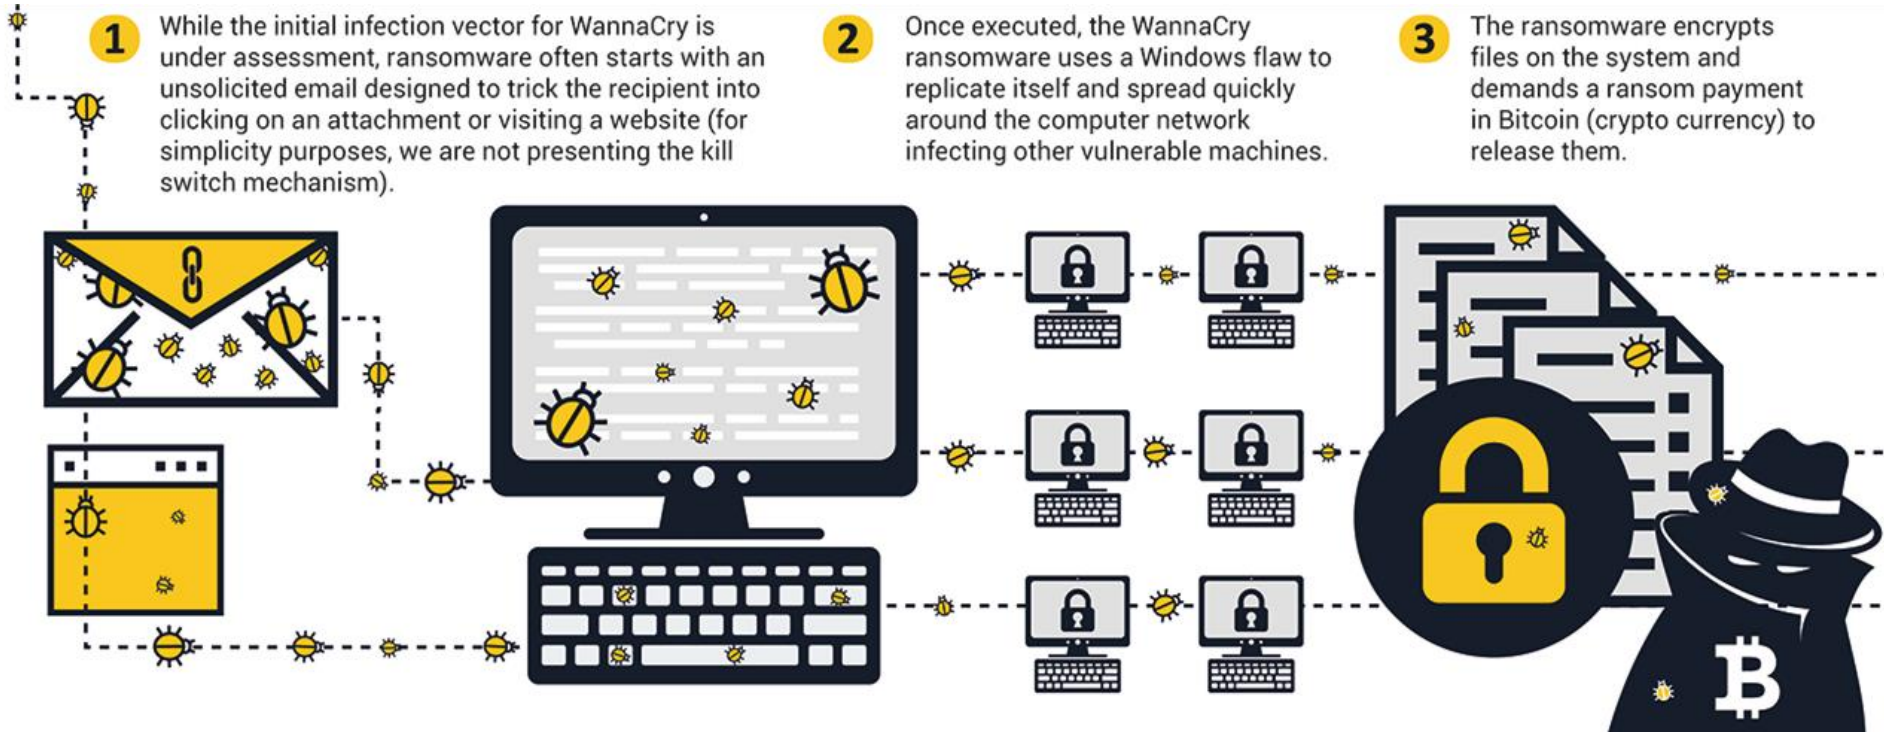 1
While the initial infection vector for WannaCry is
under assessment, ransomware often starts with an
unsolicited email designed to trick the recipient into
clicking on an attachment or visiting a website (for
simplicity purposes, we are not presenting the kill
switch mechanism).
2
Once executed, the WannaCry
ransomware uses a Windows flaw to
replicate itself and spread quickly
around the computer network
infecting other vulnerable machines.
3
The ransomware encrypts
files on the system and
demands a ransom payment
in Bitcoin (crypto currency) to
release them.